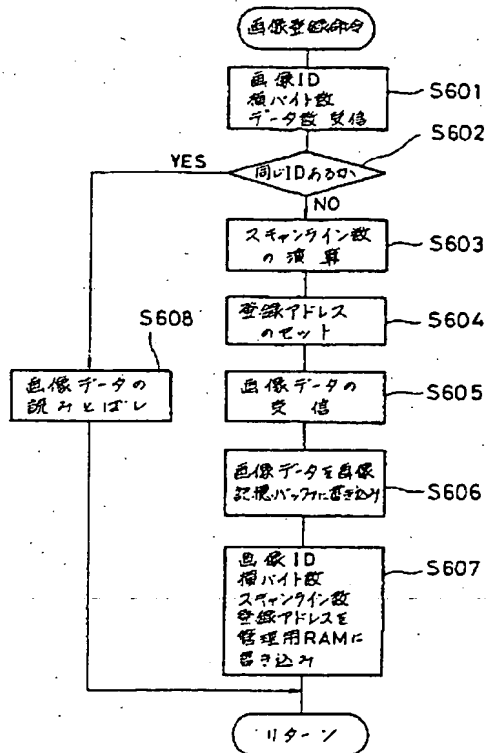 画像登録命令
画像ID
横バイト数
データ数 受信
S601
S602
YES
同じIDあるか
NO
スキャンライン数
の演算
S603
登録アドレス
のセット
S604
S608
画像データの
読みとばし
画像データの
受信
S605
画像データを画像
記憶バッファに書き込み
S606
画像ID
横バイト数
スキャンライン数
登録アドレスを
管理用RAMに
書き込み
S607
リターン